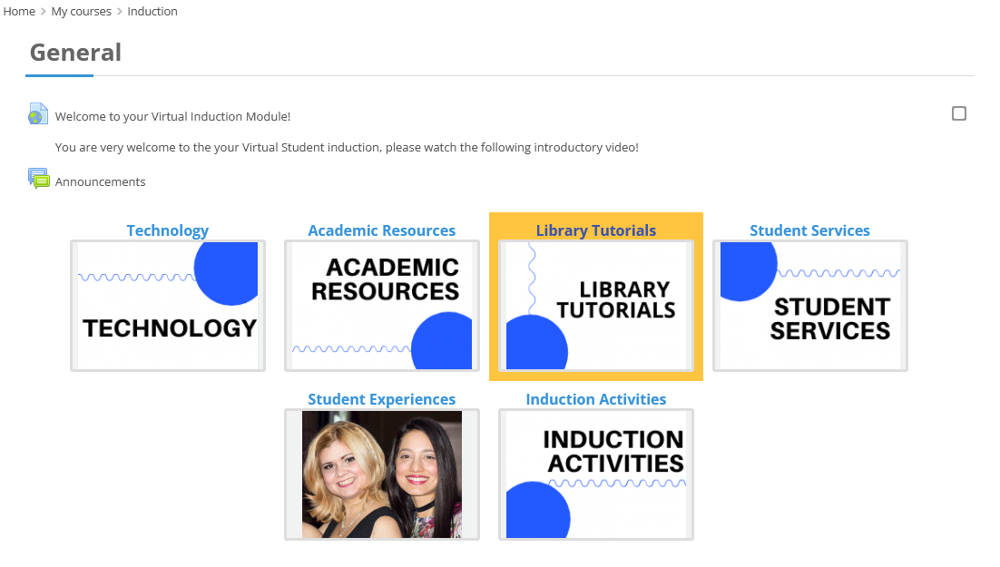 Home > My courses > Induction
General
Welcome to your Virtual Induction Module!
You are very welcome to the your Virtual Student induction, please watch the following introductory video!
Announcements
Technology
Academic Resources
Library Tutorials
Student Services
TECHNOLOGY
ACADEMIC
RESOURCES
LIBRARY
TUTORIALS
STUDENT
SERVICES
Student Experiences
Induction Activities
INDUCTION
ACTIVITIES